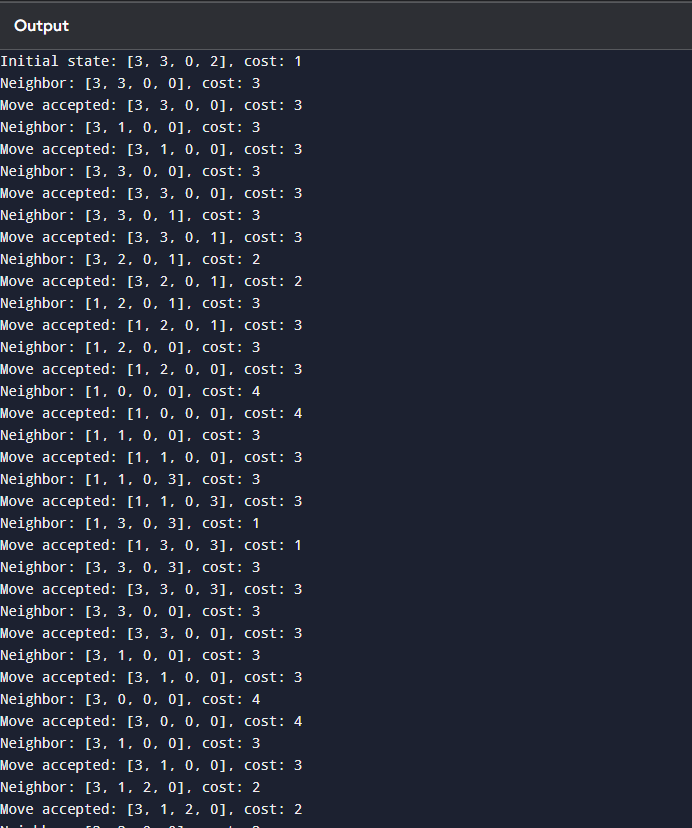 Output
Initial state: [3, 3, 0, 2], cost: 1
Neighbor: [3, 3, 0, 0], cost: 3
Move accepted: [3, 3, 0, 0], cost: 3
Neighbor: [3, 1, 0, 0], cost: 3
Move accepted: [3, 1, 0, 0], cost: 3
Neighbor: [3, 3, 0, 0], cost: 3
Move accepted: [3, 3, 0, 0], cost: 3
Neighbor: [3, 3, 0, 1], cost: 3
Move accepted: [3, 3, 0, 1], cost: 3
Neighbor: [3, 2, 0, 1], cost: 2
Move accepted: [3, 2, 0, 1], cost: 2
Neighbor: [1, 2, 0, 1], cost: 3
Move accepted: [1, 2, 0, 1], cost: 3
Neighbor: [1, 2, 0, 0], cost: 3
Move accepted: [1, 2, 0, 0], cost: 3
Neighbor: [1, 0, 0, 0], cost: 4
Move accepted: [1, 0, 0, 0], cost: 4
Neighbor: [1, 1, 0, 0], cost: 3
Move accepted: [1, 1, 0, 0], cost: 3
Neighbor: [1, 1, 0, 3], cost: 3
Move accepted: [1, 1, 0, 3], cost: 3
Neighbor: [1, 3, 0, 3], cost: 1
Move accepted: [1, 3, 0, 3], cost: 1
Neighbor: [3, 3, 0, 3], cost: 3
Move accepted: [3, 3, 0, 3], cost: 3
Neighbor: [3, 3, 0, 0], cost: 3
Move accepted: [3, 3, 0, 0], cost: 3
Neighbor: [3, 1, 0, 0], cost: 3
Move accepted: [3, 1, 0, 0], cost: 3
Neighbor: [3, 0, 0, 0], cost: 4
Move accepted: [3, 0, 0, 0], cost: 4
Neighbor: [3, 1, 0, 0], cost: 3
Move accepted: [3, 1, 0, 0], cost: 3
Neighbor: [3, 1, 2, 0], cost: 2
Move accepted: [3, 1, 2, 0], cost: 2